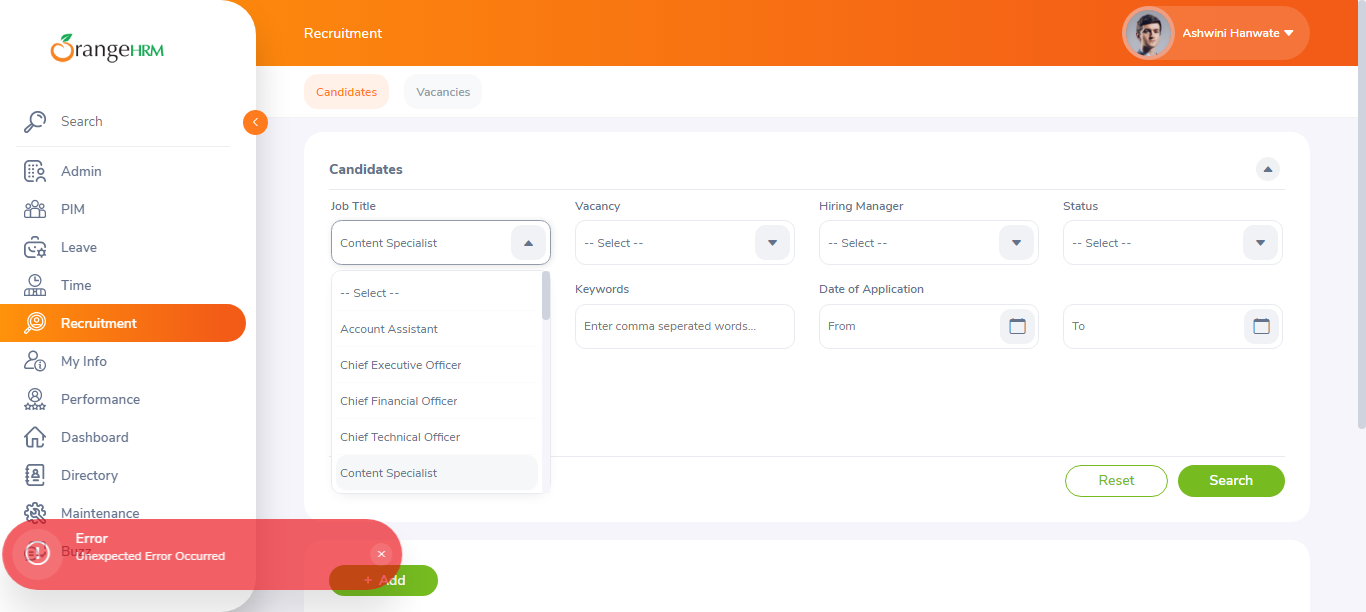 OrangeHRM
Recruitment
Ashwini Hanwate
Candidates
Vacancies
Search
Admin
PIM
Leave
Time
Recruitment
My Info
Performance
Dashboard
Directory
Maintenance
Buzz
Candidates
Job Title
Vacancy
Hiring Manager
Status
Content Specialist
-- Select --
-- Select --
-- Select --
-- Select --
Account Assistant
Chief Executive Officer
Chief Financial Officer
Chief Technical Officer
Content Specialist
Keywords
Date of Application
Enter comma seperated words...
From
To
Reset
Search
Error
Unexpected Error Occurred
+ Add